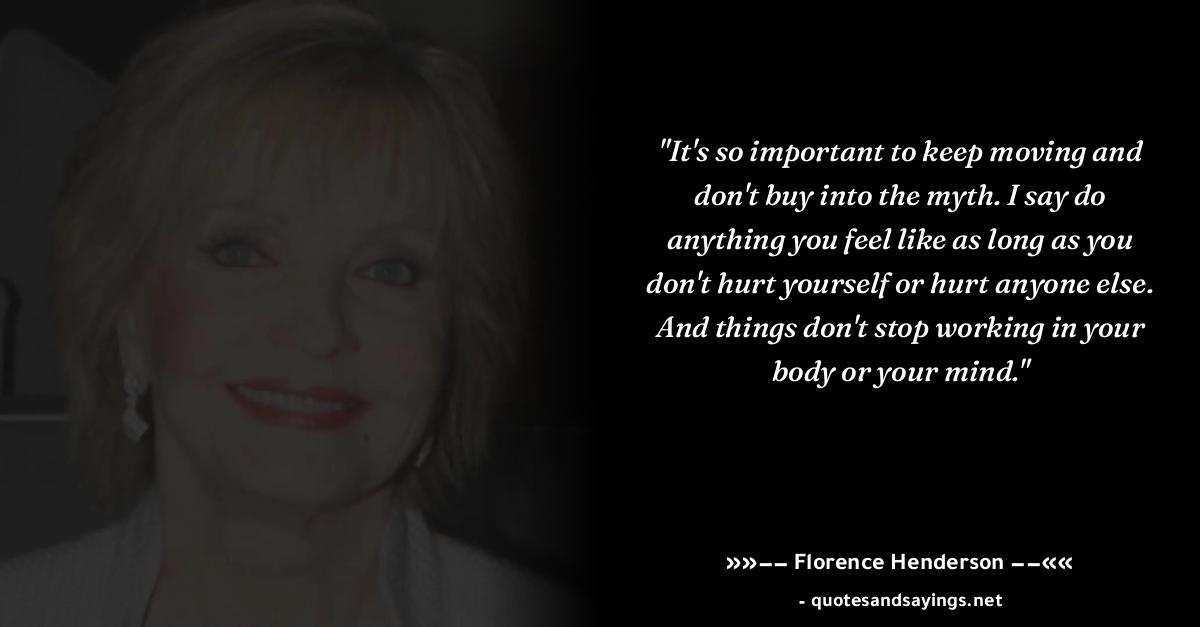 "It's so important to keep moving and
don't buy into the myth. I say do
anything you feel like as long as you
don't hurt yourself or hurt anyone else.
And things don't stop working in your
body or your mind."
»»–– Florence Henderson ––««
- quotesandsayings.net